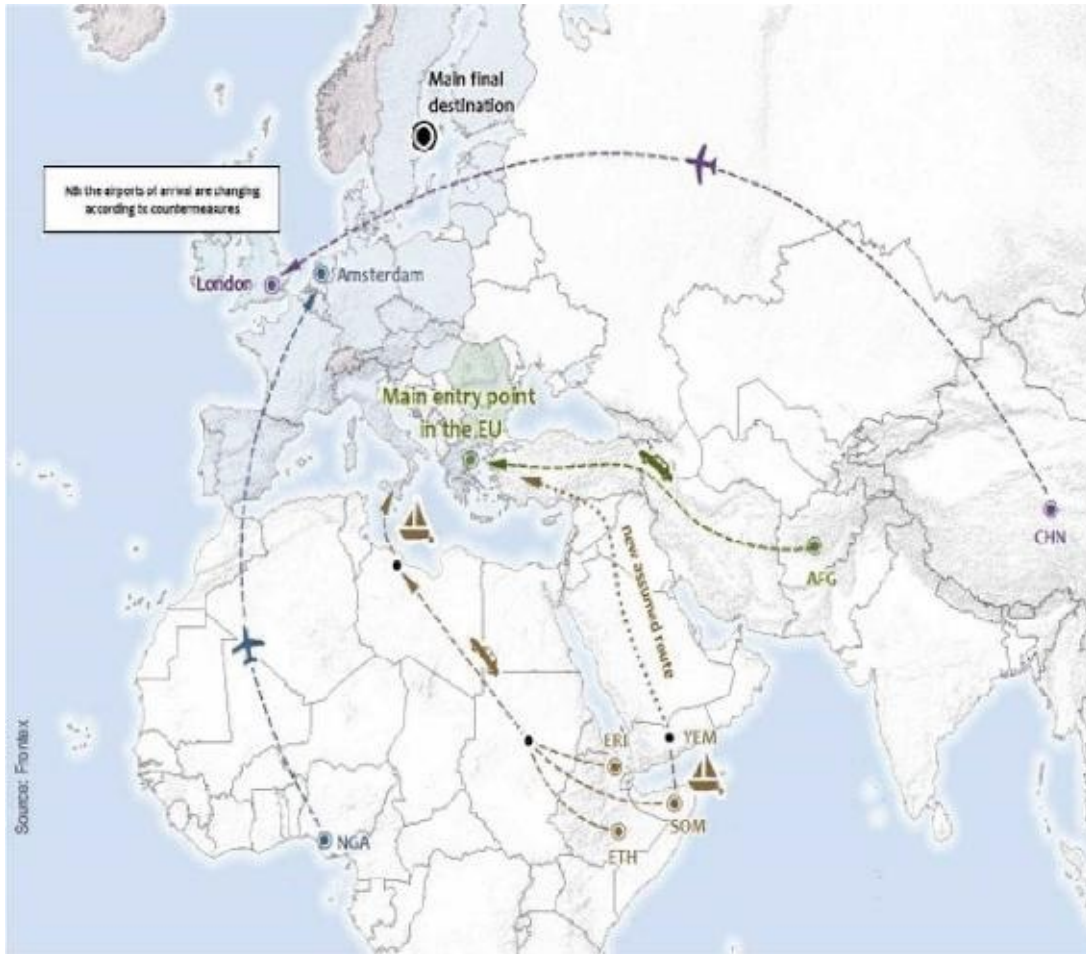 Main final
destination
NB: the airports of arrival are changing
according to countermeasures
London
Amsterdam
Main entry point
in the EU
CHN
AFG
new assumed route
ERI
YEM
SOM
ETH
NGA
Source: Frontex